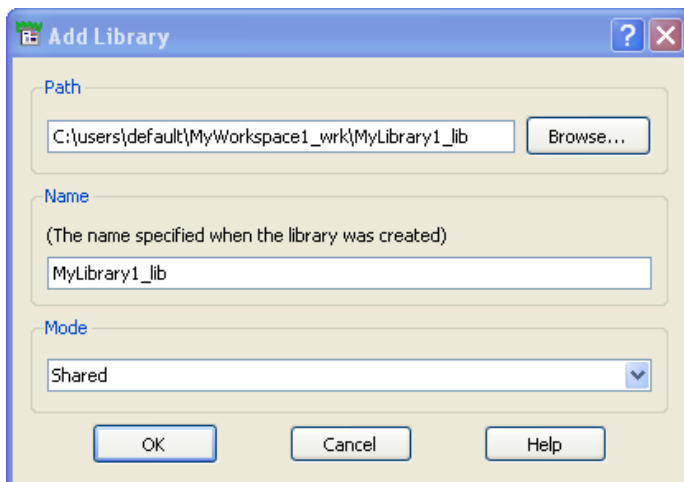 Add Library
Path
C:\users\default\MyWorkspace1_wrk\MyLibrary1_lib Browse...
Name
(The name specified when the library was created)
MyLibrary1_lib
Mode
Shared
OK Cancel Help